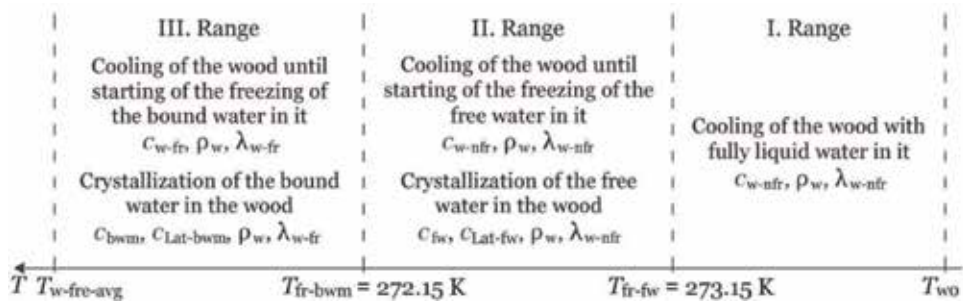 III. Range
Cooling of the wood until
starting of the freezing of
the bound water in it
c_w-fr, ρ_w, λ_w-fr
Crystallization of the bound
water in the wood
c_bwm, c_Lat-bwm, ρ_w, λ_w-fr
II. Range
Cooling of the wood until
starting of the freezing of the
free water in it
c_w-nfr, ρ_w, λ_w-nfr
Crystallization of the free
water in the wood
c_fw, c_Lat-fw, ρ_w, λ_w-nfr
I. Range
Cooling of the wood with
fully liquid water in it
c_w-nfr, ρ_w, λ_w-nfr
T T_w-fre-avg T_fr-bwm = 272.15 K T_fr-fw = 273.15 K T_wo